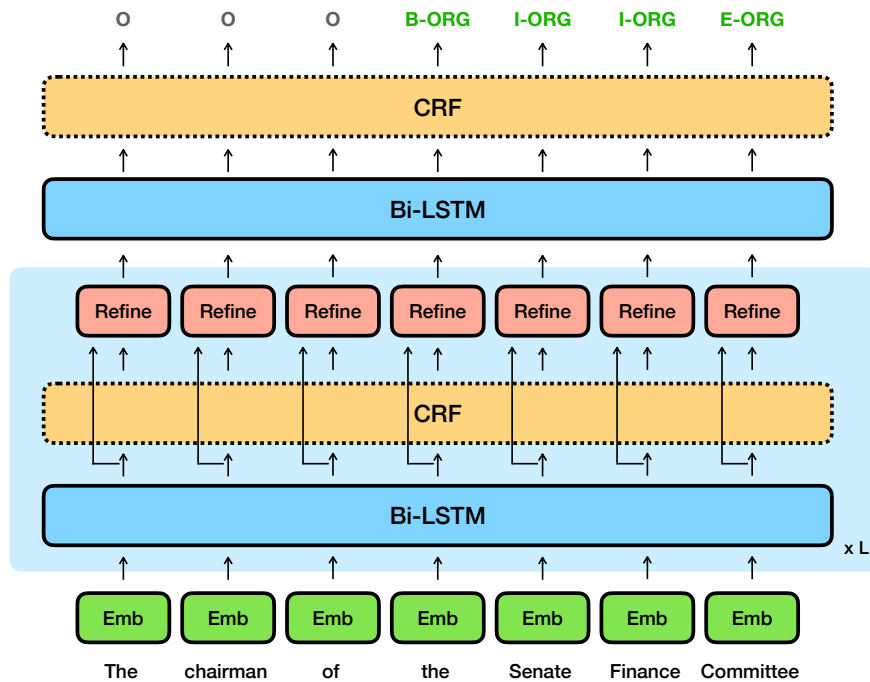 O O O B-ORG I-ORG I-ORG E-ORG
CRF
Bi-LSTM
Refine Refine Refine Refine Refine Refine Refine
CRF
Bi-LSTM
x L
Emb Emb Emb Emb Emb Emb Emb
The chairman of the Senate Finance Committee